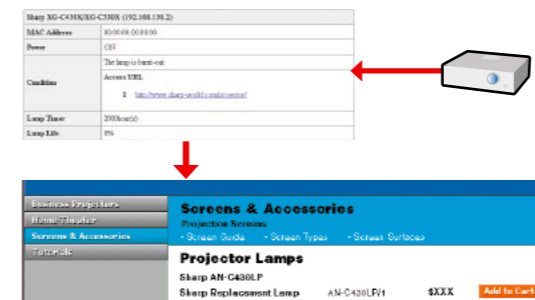 Sharp XG-C430X/XG-C330X (192.168.150.2)
MAC Address 00:00:00:00:00:00
Power Off
The lamp is burnt-out
Condition
Access URL
1 http://www.sharp-world.com/projector/
Lamp Timer 2000hour(s)
Lamp Life 0%
Business Projectors
Home Theater
Screens & Accessories
Tutorials
Screens & Accessories
Projection Screens
• Screen Guide • Screen Types • Screen Surfaces
Projector Lamps
Sharp AN-C430LP
Sharp Replacement Lamp AN-C430LP/1 $XXX Add to Cart